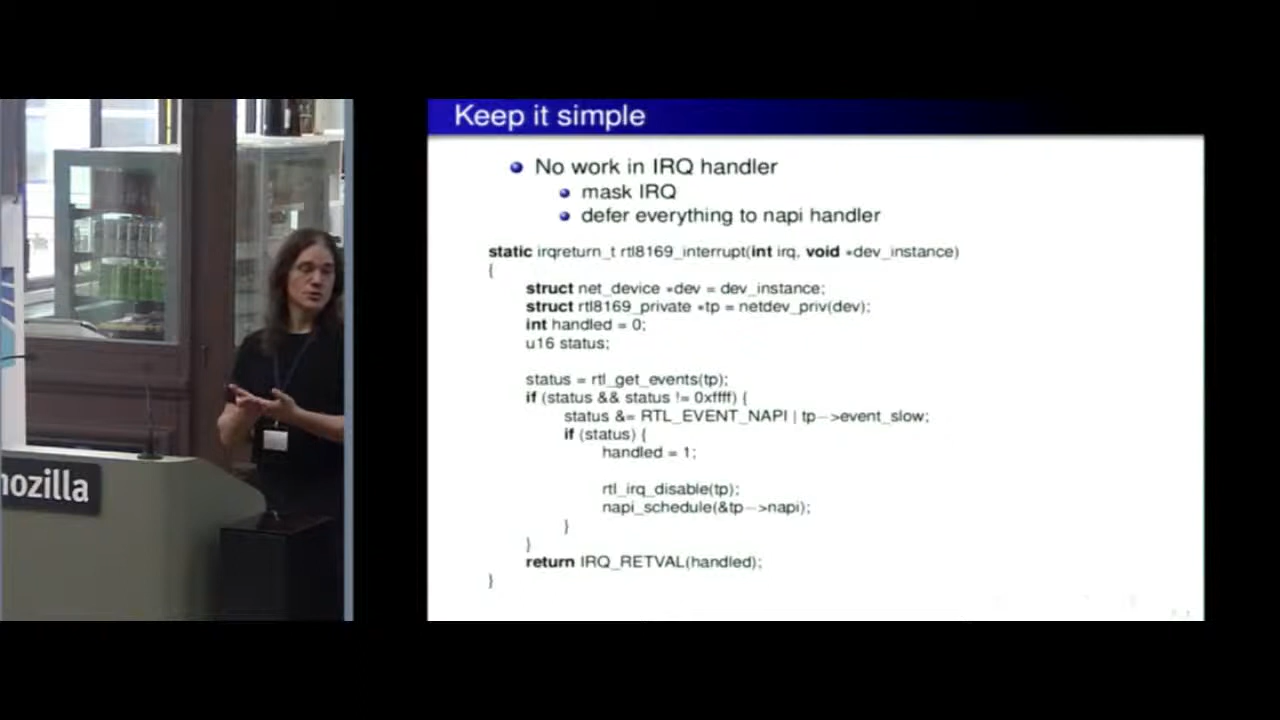 Keep it simple
No work in IRQ handler
mask IRQ
defer everything to napi handler
static irqreturn_t rtl8169_interrupt(int irq, void *dev_instance)
{
struct net_device *dev = dev_instance;
struct rtl8169_private *tp = netdev_priv(dev);
int handled = 0;
u16 status;
status = rtl_get_events(tp);
if (status && status != 0xffff) {
status &= RTL_EVENT_NAPI | tp->event_slow;
if (status) {
handled = 1;
rtl_irq_disable(tp);
napi_schedule(&tp->napi);
}
}
return IRQ_RETVAL(handled);
}
mozilla